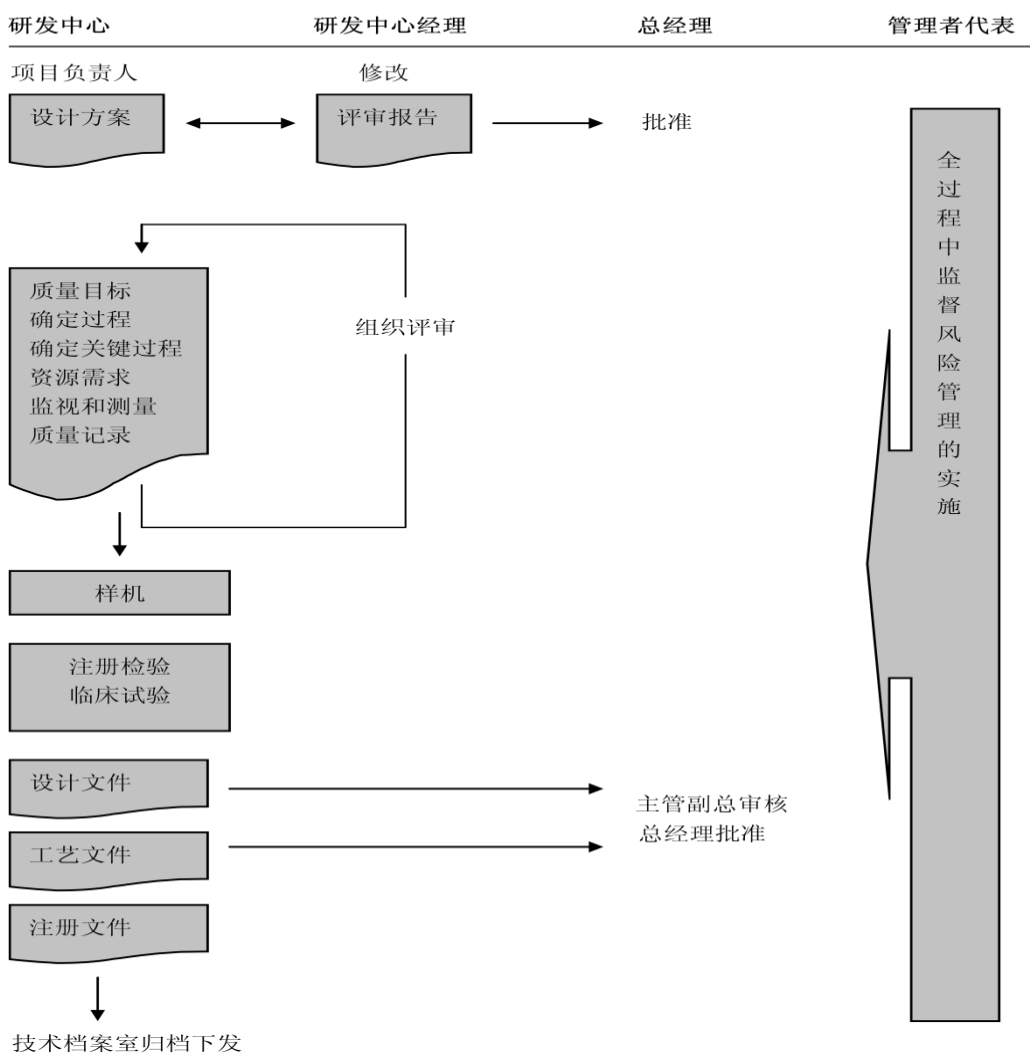 研发中心 研发中心经理 总经理 管理者代表
项目负责人 修改
设计方案 评审报告 批准
全过程中监督风险管理的实施
质量目标
确定过程
确定关键过程
资源需求
监视和测量
质量记录
组织评审
样机
注册检验
临床试验
设计文件
主管副总审核
总经理批准
工艺文件
注册文件
技术档案室归档下发